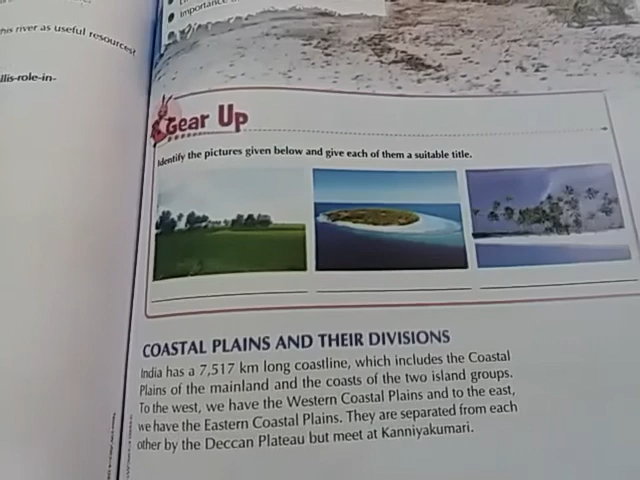 Importance
his river as useful resources?
llis-role-in-
Gear Up
Identify the pictures given below and give each of them a suitable title.
COASTAL PLAINS AND THEIR DIVISIONS
India has a 7,517 km long coastline, which includes the Coastal
Plains of the mainland and the coasts of the two island groups.
To the west, we have the Western Coastal Plains and to the east,
we have the Eastern Coastal Plains. They are separated from each
other by the Deccan Plateau but meet at Kanniyakumari.